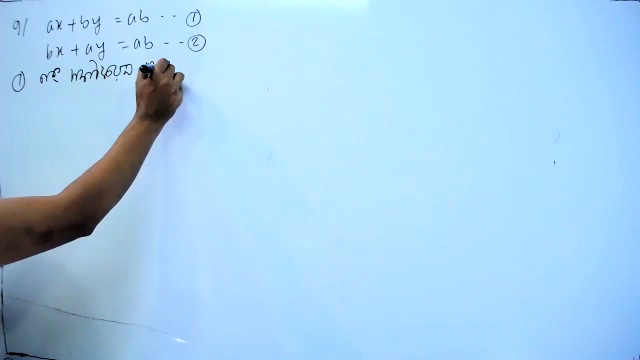 9/ ax + by = ab -- ①
bx + ay = ab -- ②
①